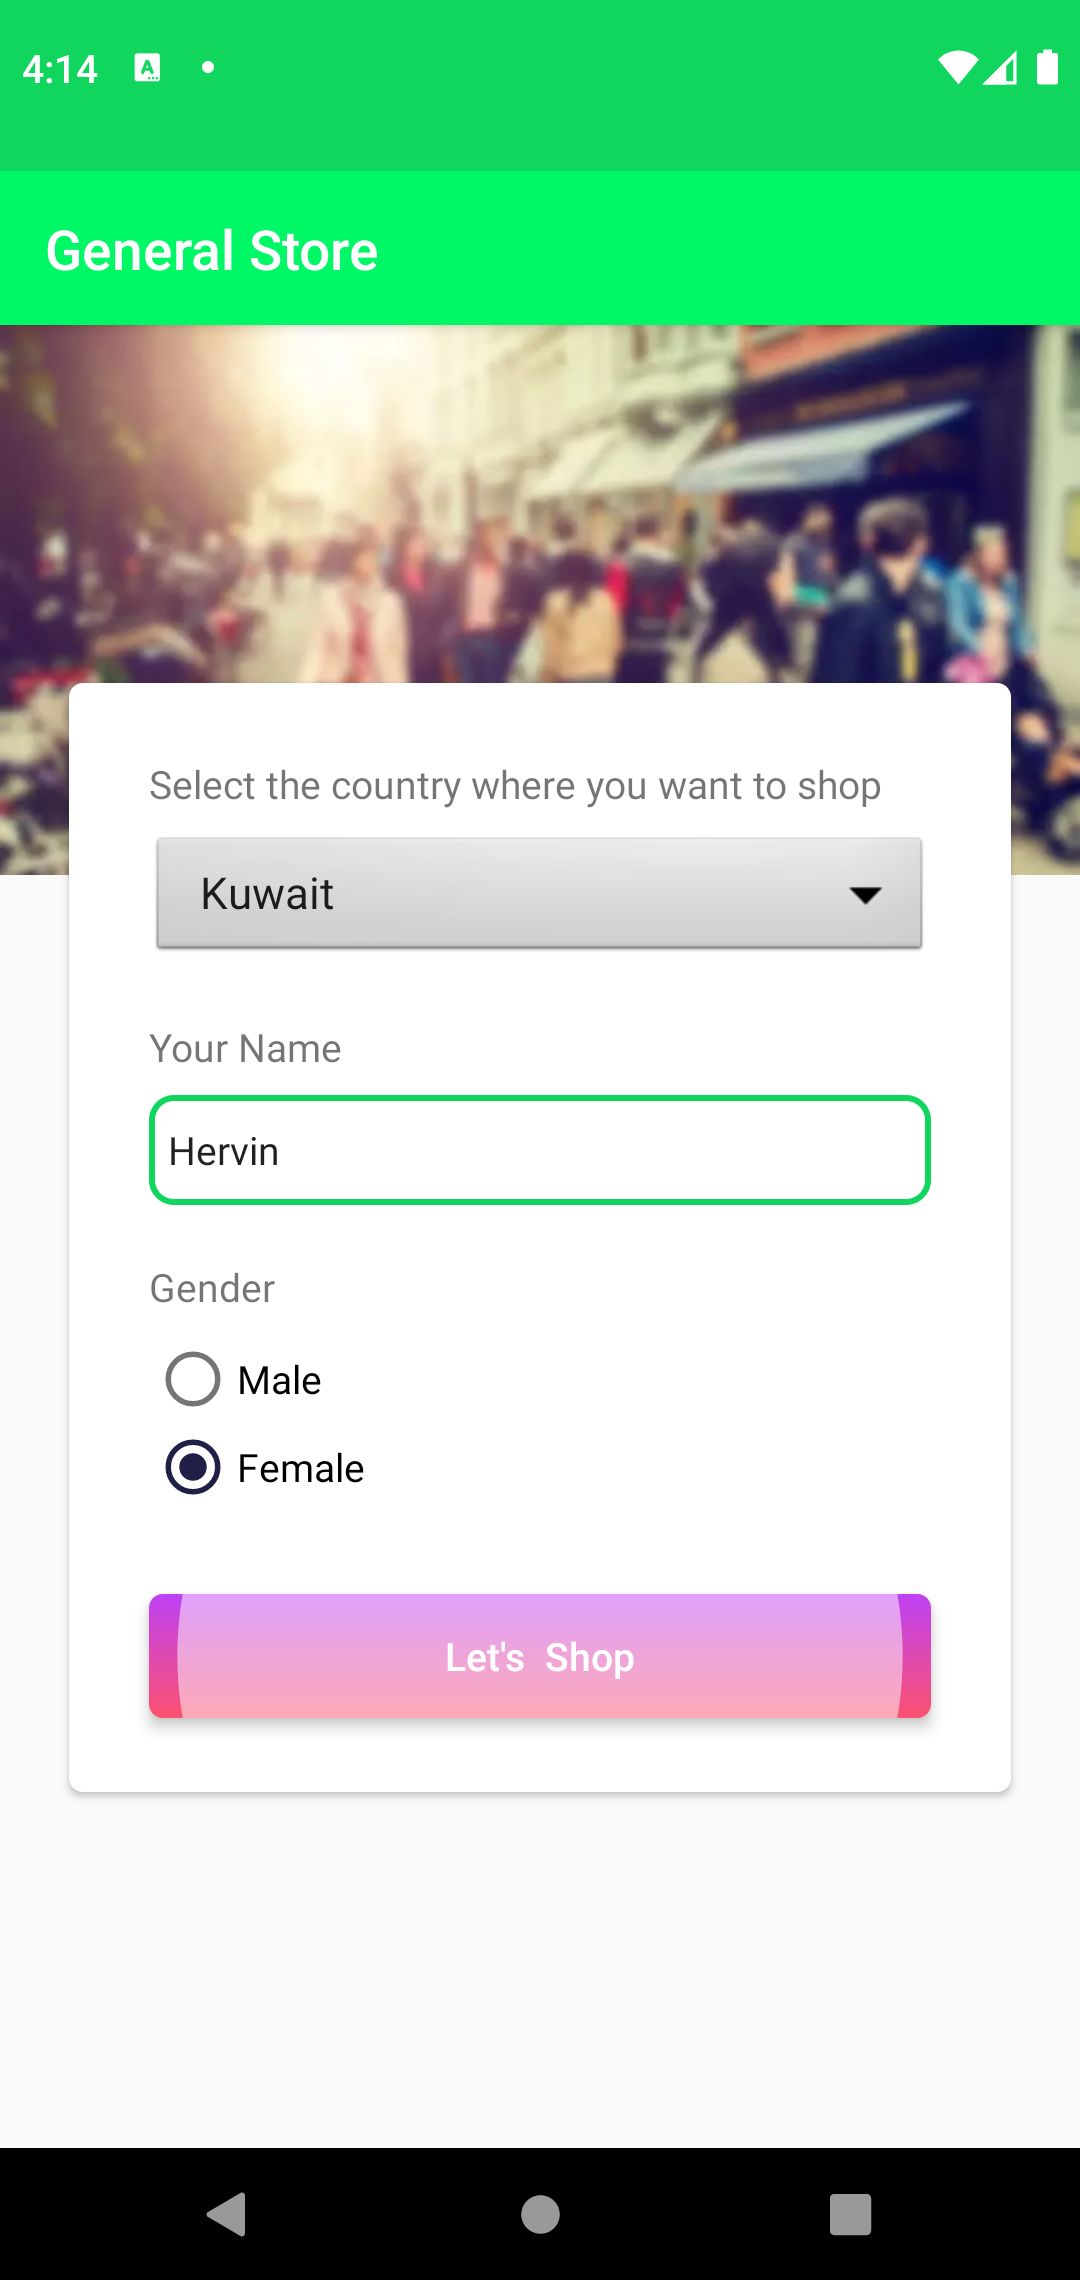 4:14
General Store
Select the country where you want to shop
Kuwait
Your Name
Hervin
Gender
Male
Female
Let's Shop